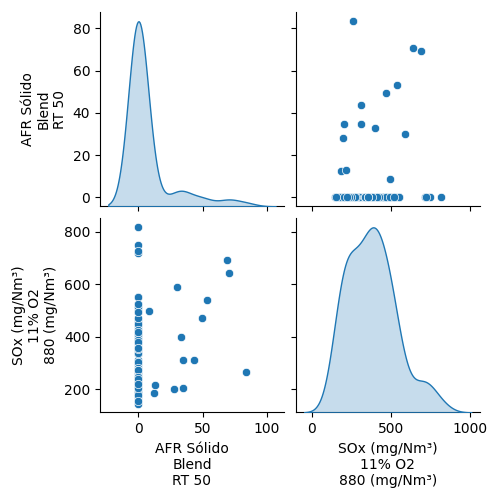 80
60
40
20
0
AFR Sólido
Blend
RT 50
800
600
400
200
SOx (mg/Nm³)
11% O2
880 (mg/Nm³)
0 50 100
AFR Sólido
Blend
RT 50
0 500 1000
SOx (mg/Nm³)
11% O2
880 (mg/Nm³)